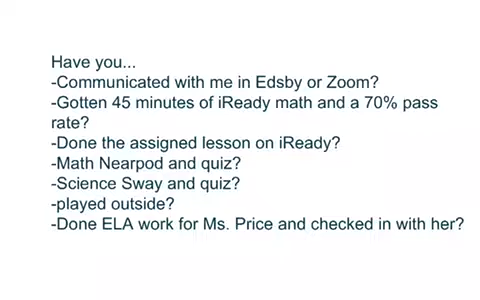 Have you...
-Communicated with me in Edsby or Zoom?
-Gotten 45 minutes of iReady math and a 70% pass
rate?
-Done the assigned lesson on iReady?
-Math Nearpod and quiz?
-Science Sway and quiz?
-played outside?
-Done ELA work for Ms. Price and checked in with her?